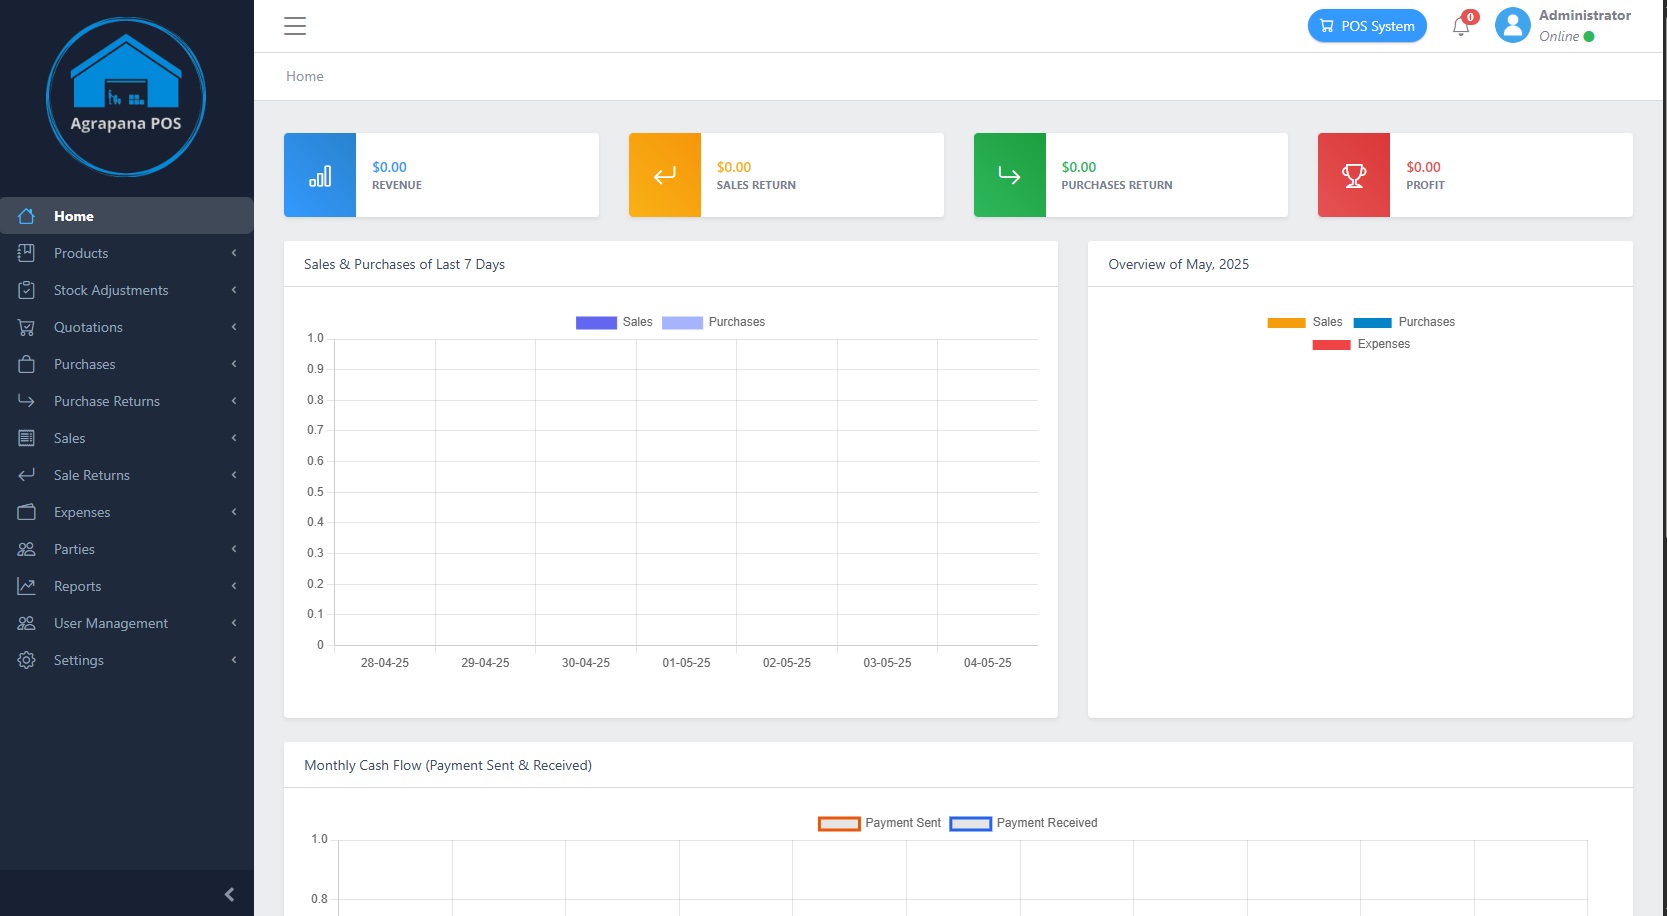 Agrapana POS
Home
Products
Stock Adjustments
Quotations
Purchases
Purchase Returns
Sales
Sale Returns
Expenses
Parties
Reports
User Management
Settings
POS System
0
Administrator
Online
Home
$0.00
REVENUE
$0.00
SALES RETURN
$0.00
PURCHASES RETURN
$0.00
PROFIT
Sales & Purchases of Last 7 Days
Sales Purchases
1.0
0.9
0.8
0.7
0.6
0.5
0.4
0.3
0.2
0.1
0
28-04-25 29-04-25 30-04-25 01-05-25 02-05-25 03-05-25 04-05-25
Overview of May, 2025
Sales Purchases
Expenses
Monthly Cash Flow (Payment Sent & Received)
Payment Sent Payment Received
1.0
0.8